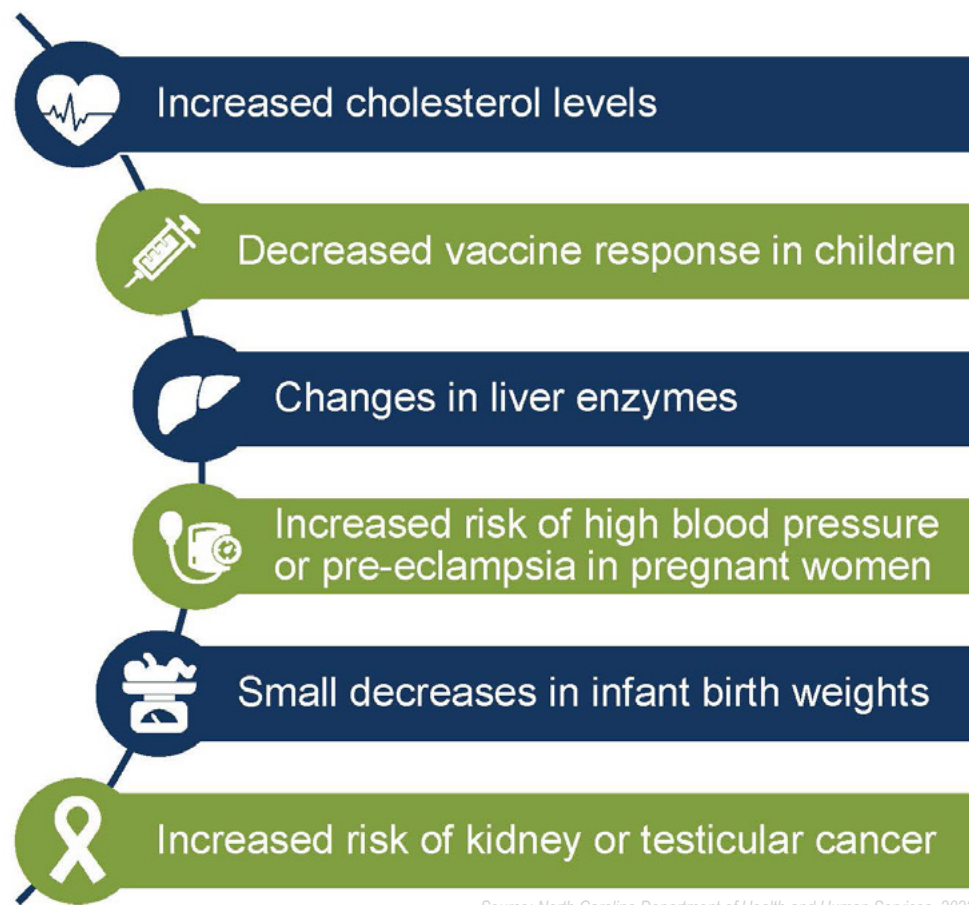 Increased cholesterol levels
Decreased vaccine response in children
Changes in liver enzymes
Increased risk of high blood pressure
or pre-eclampsia in pregnant women
Small decreases in infant birth weights
Increased risk of kidney or testicular cancer
Source: North Carolina Department of Health and Human Services,